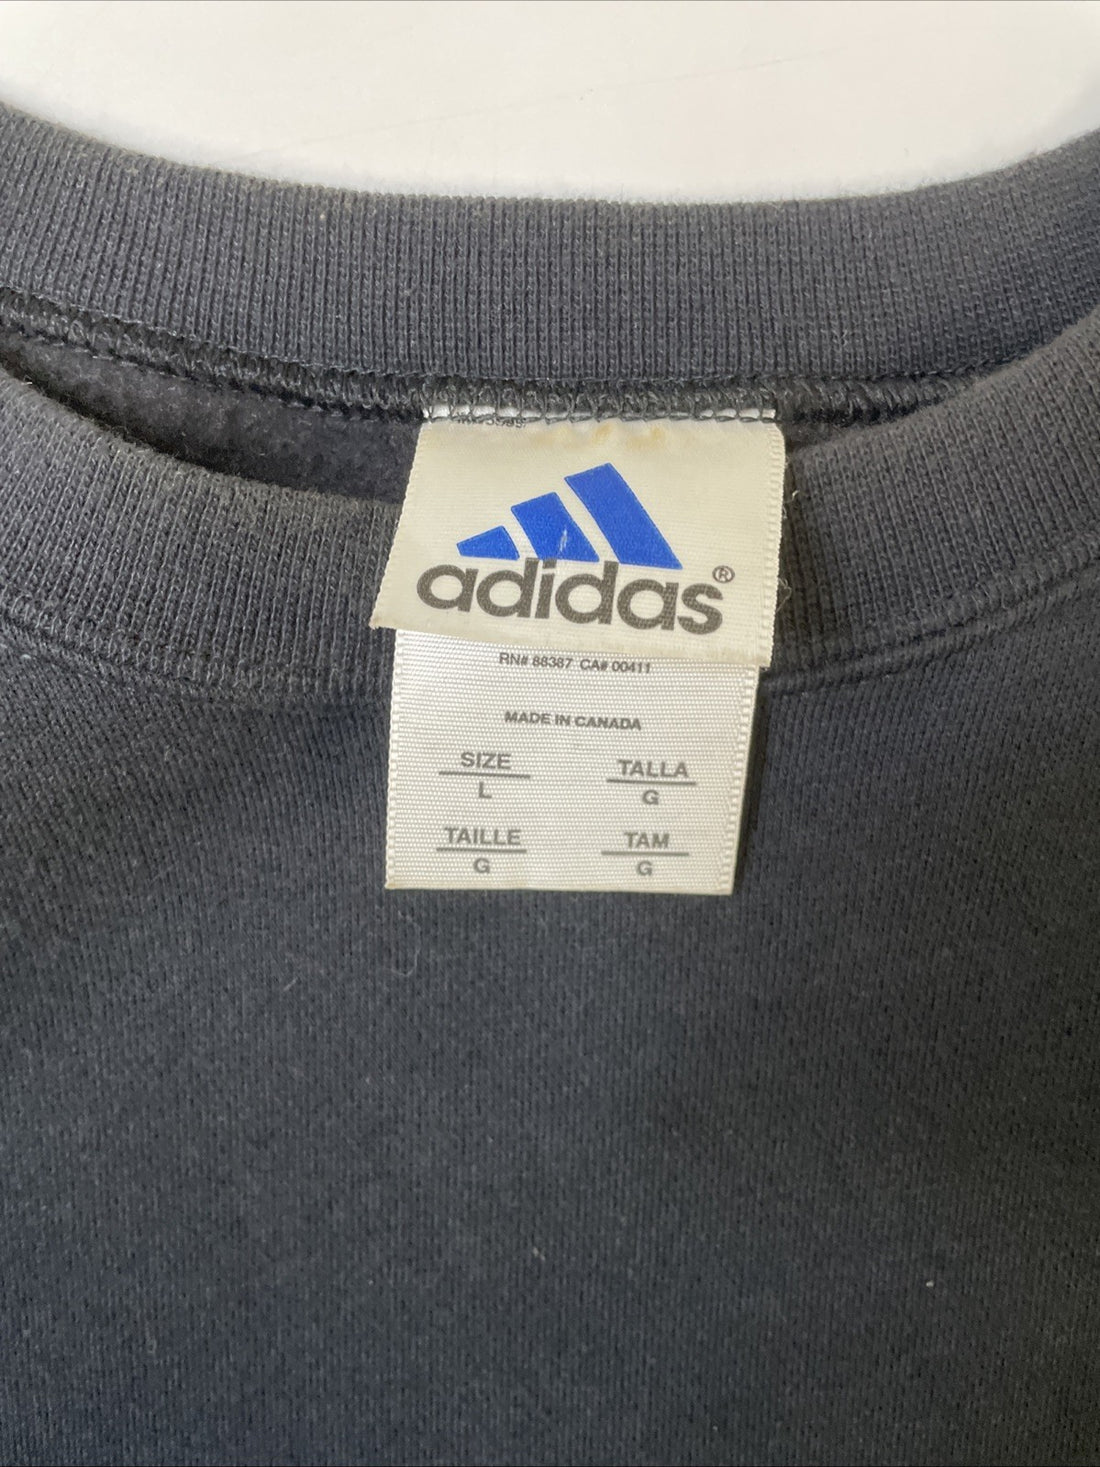 adidas®
RN# 88387 CA# 00411
MADE IN CANADA
SIZE TALLA
L G
TAILLE TAM
G G